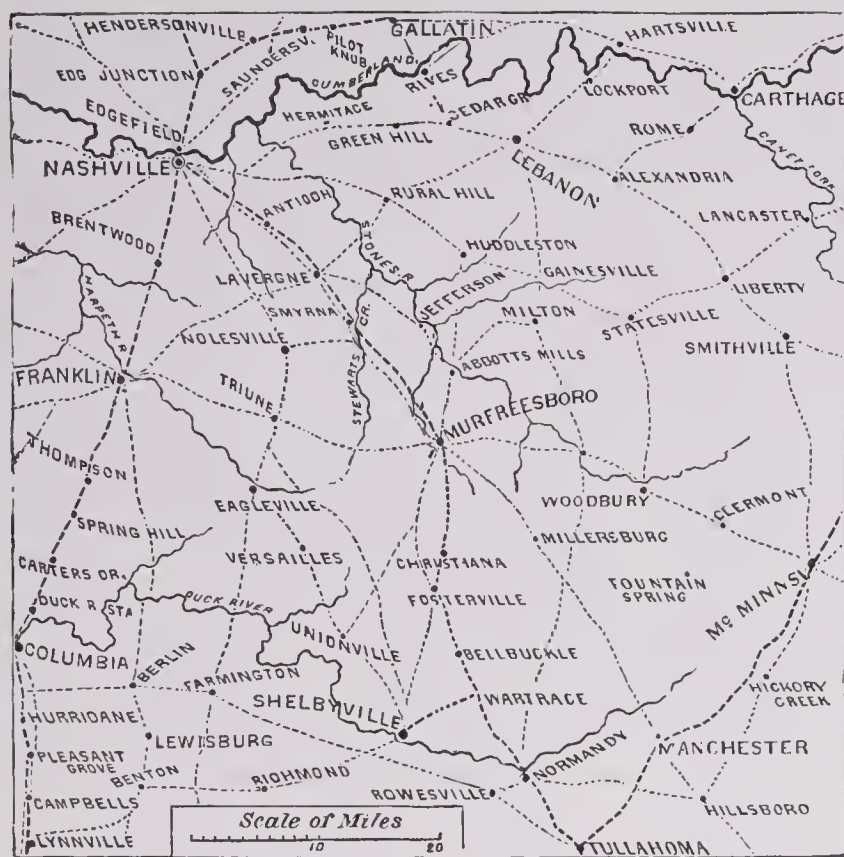 HENDERSONVILLE
GALLATIN
HARTSVILLE
SAUNDERSV.
PILOT
KNUB
EDG JUNCTION
CUMBERLAND
RIVES
LOCKPORT
CARTHAGE
EDGEFIELD
HERMITAGE
CEDAR GR.
GREEN HILL
ROME
CANEY FORK
NASHVILLE
LEBANON
ALEXANDRIA
ANTIOCH
RURAL HILL
LANCASTER
BRENTWOOD
STONES R.
HUDDLESTON
LAVERGNE
JEFFERSON
GAINESVILLE
LIBERTY
HARPETH R.
SMYRNA
MILTON
STATESVILLE
NOLESVILLE
STEWARTS CR.
SMITHVILLE
ABBOTTS MILLS
FRANKLIN
TRIUNE
MURFREESBORO
THOMPSON
EAGLEVILLE
WOODBURY
CLERMONT
SPRING HILL
VERSAILLES
MILLERSBURG
CARTERS CR.
CHRISTIANA
FOUNTAIN
SPRING
Mc MINNSV
DUCK R. STA
DUCK RIVER
FOSTERVILLE
UNIONVILLE
COLUMBIA
BERLIN
FARMINGTON
BELLBUCKLE
SHELBYVILLE
WARTRACE
HICKORY
CREEK
HURRICANE
LEWISBURG
NORMANDY
MANCHESTER
PLEASANT
GROVE
BENTON
RICHMOND
ROWESVILLE
HILLSBORO
CAMPBELLS
Scale of Miles
10 20
LYNNVILLE
TULLAHOMA